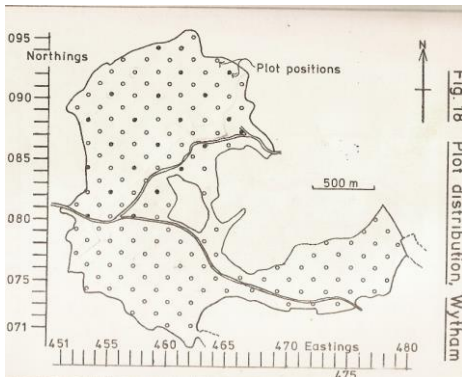 095
Northings
090
085
080
075
071
Plot positions
N
500 m
451
455
460
465
470
Eastings
480
475
Fig. 18 Plot distribution, Wytham